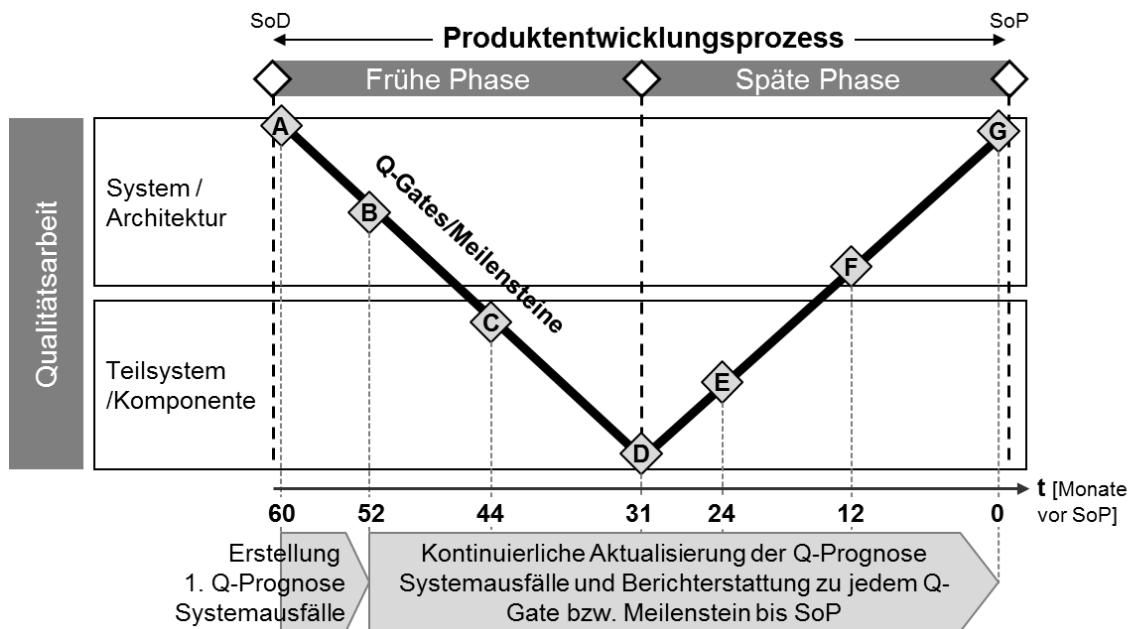 SoD
SoP
Produktentwicklungsprozess
Frühe Phase
Späte Phase
Qualitätsarbeit
System /
Architektur
Teilsystem
/Komponente
Q-Gates/Meilensteine
A
B
C
D
E
F
G
t [Monate
vor SoP]
60
52
44
31
24
12
0
Erstellung
1. Q-Prognose
Systemausfälle
Kontinuierliche Aktualisierung der Q-Prognose
Systemausfälle und Berichterstattung zu jedem Q-
Gate bzw. Meilenstein bis SoP